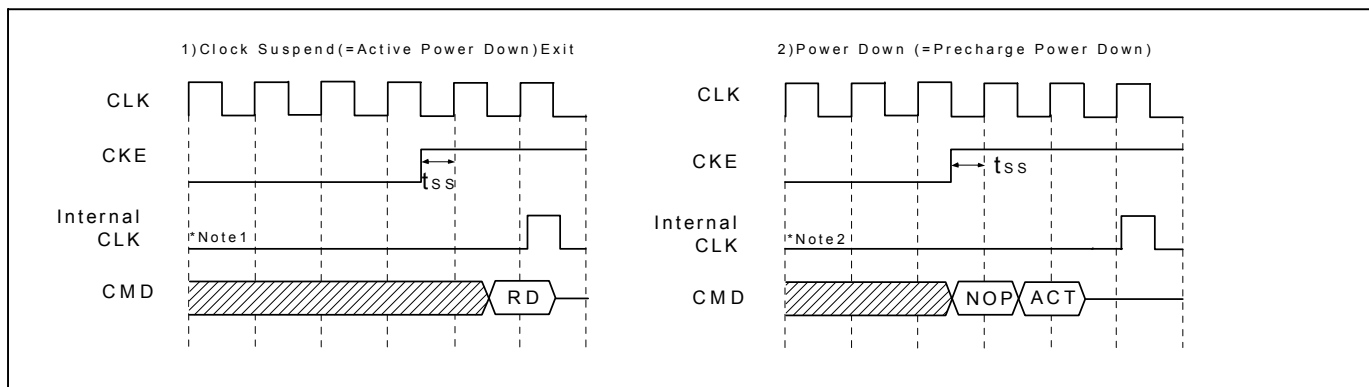 1)Clock Suspend(=Active Power Down)Exit
CLK
CKE
tss
Internal
CLK
*Note1
CMD
RD
2)Power Down (=Precharge Power Down)
CLK
CKE
tss
Internal
CLK
*Note2
CMD
NOP
ACT